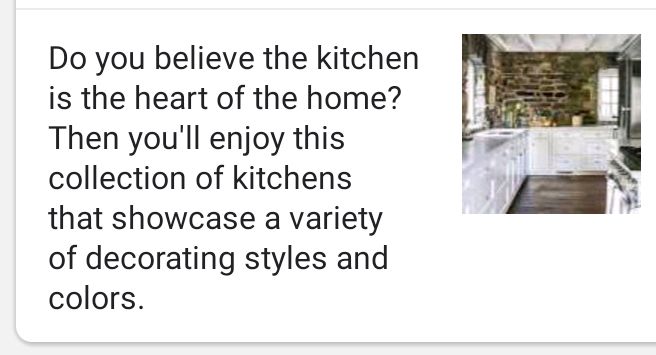 Do you believe the kitchen
is the heart of the home?
Then you'll enjoy this
collection of kitchens
that showcase a variety
of decorating styles and
colors.